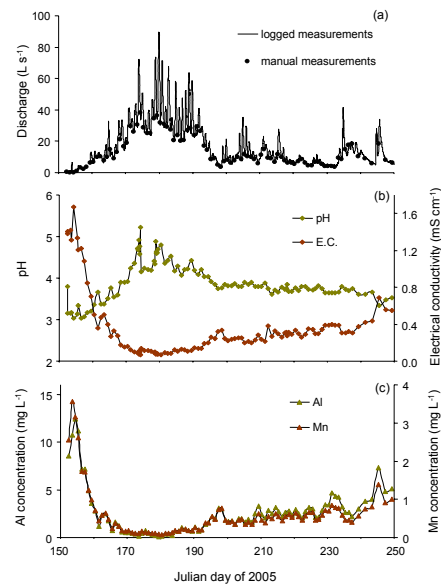 (a)
100
80
60
40
20
0
Discharge (L s⁻¹)
logged measurements
manual measurements
(b)
6
5
4
3
2
pH
pH
E.C.
1.6
1.2
0.8
0.4
0.0
Electrical conductivity (mS cm⁻¹)
(c)
15
10
5
0
Al concentration (mg L⁻¹)
Al
Mn
4
3
2
1
0
Mn concentration (mg L⁻¹)
150 170 190 210 230 250
Julian day of 2005